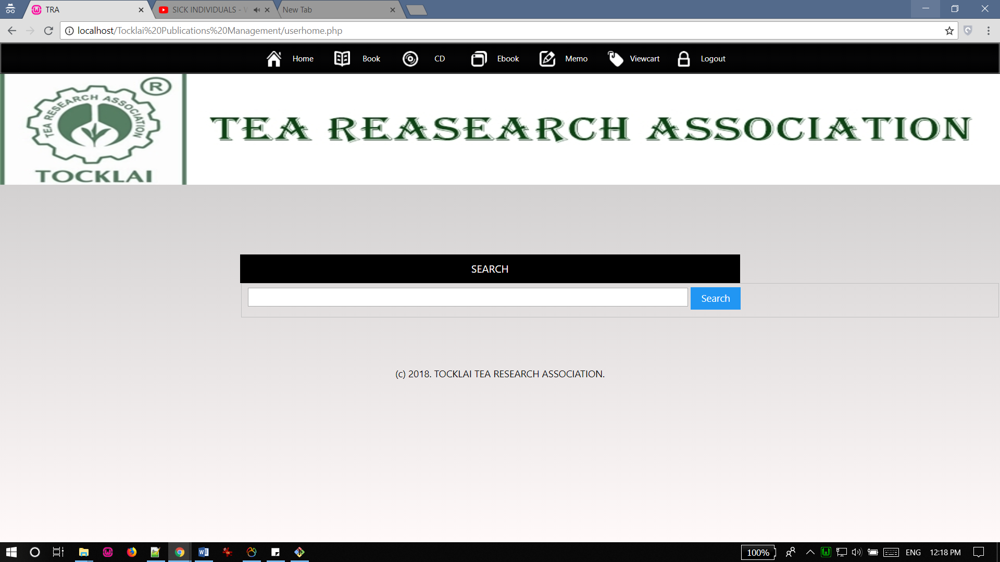 TRA
SICK INDIVIDUALS -
New Tab
localhost/Tocklai%20Publications%20Management/userhome.php
Home Book CD Ebook Memo Viewcart Logout
®
TEA RESEARCH ASSOCIATION
TOCKLAI
TEA REASEARCH ASSOCIATION
SEARCH
Search
(c) 2018. TOCKLAI TEA RESEARCH ASSOCIATION.
100% ENG 12:18 PM